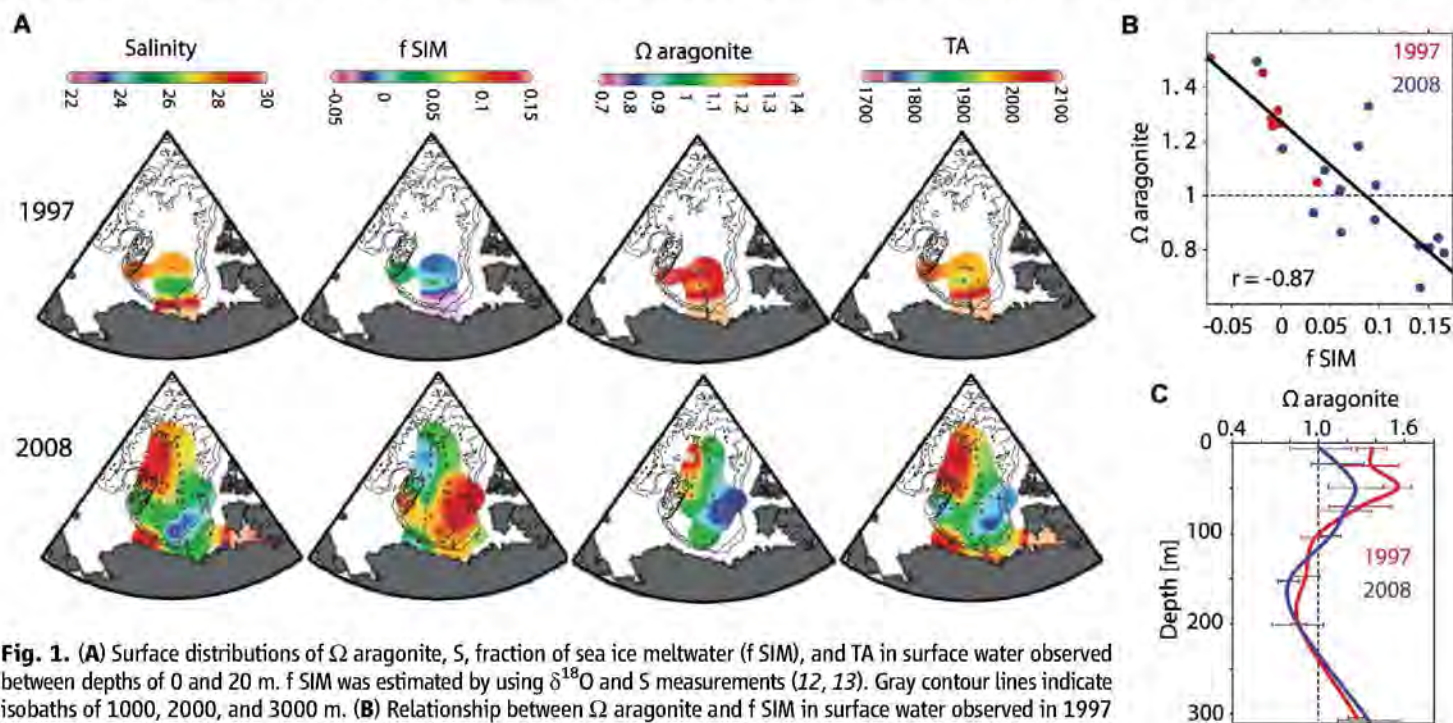 A
Salinity
f SIM
Ω aragonite
TA
22 24 26 28 30
-0.05 0 0.05 0.1 0.15
0.7 0.8 0.9 1 1.1 1.2 1.3 1.4
1700 1800 1900 2000 2100
1997
2008
B
1997
2008
Ω aragonite
1.4
1.2
1
0.8
r = -0.87
-0.05 0 0.05 0.1 0.15
f SIM
C
Ω aragonite
0.4 1.0 1.6
0
100
200
300
Depth [m]
1997
2008
Fig. 1. (A) Surface distributions of Ω aragonite, S, fraction of sea ice meltwater (f SIM), and TA in surface water observed
between depths of 0 and 20 m. f SIM was estimated by using δ¹⁸O and S measurements (12, 13). Gray contour lines indicate
isobaths of 1000, 2000, and 3000 m. (B) Relationship between Ω aragonite and f SIM in surface water observed in 1997